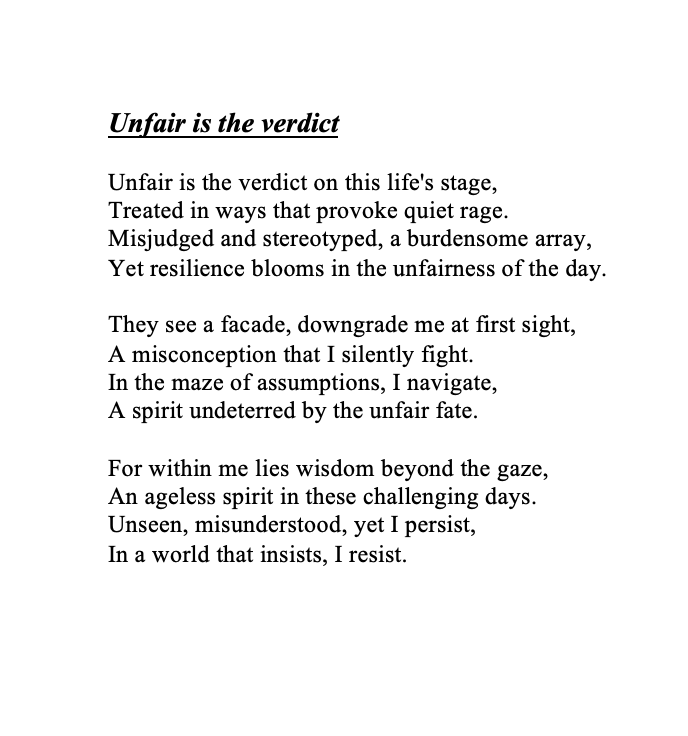 Unfair is the verdict
Unfair is the verdict on this life's stage,
Treated in ways that provoke quiet rage.
Misjudged and stereotyped, a burdensome array,
Yet resilience blooms in the unfairness of the day.
They see a facade, downgrade me at first sight,
A misconception that I silently fight.
In the maze of assumptions, I navigate,
A spirit undeterred by the unfair fate.
For within me lies wisdom beyond the gaze,
An ageless spirit in these challenging days.
Unseen, misunderstood, yet I persist,
In a world that insists, I resist.